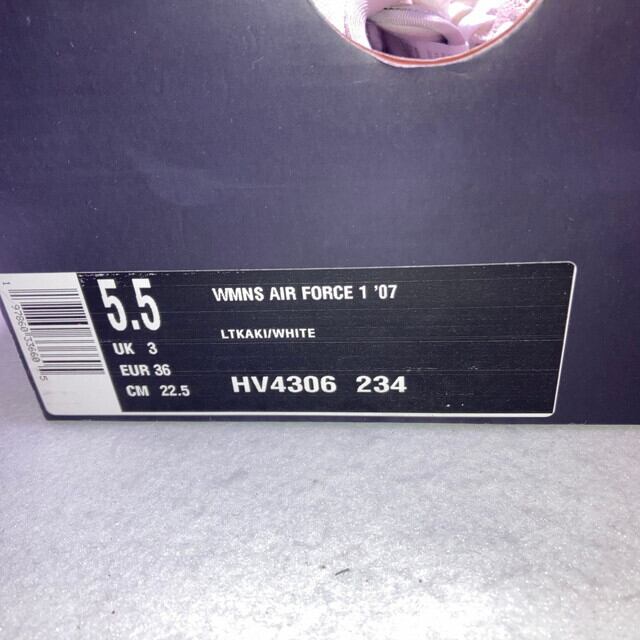 5.5
WMNS AIR FORCE 1 '07
LTKAKI/WHITE
UK 3
EUR 36
CM 22.5
HV4306 234